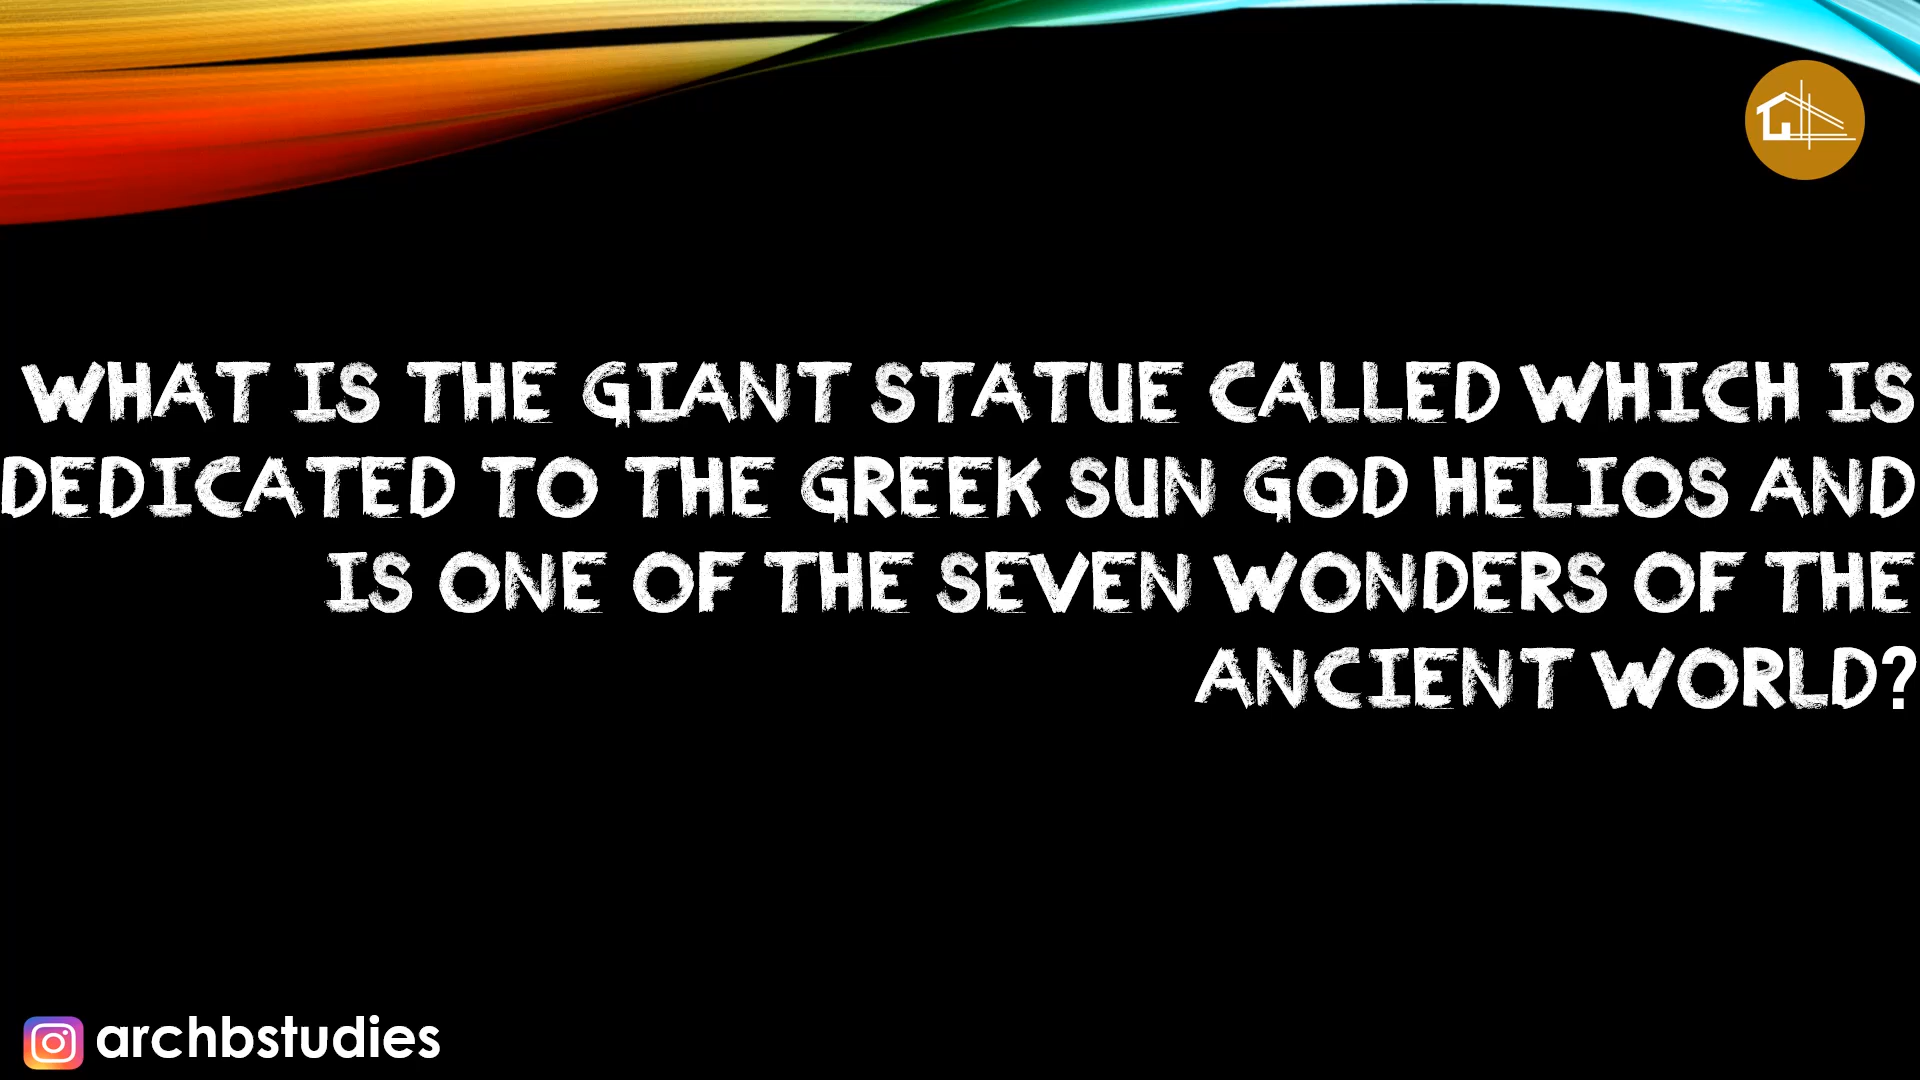 WHAT IS THE GIANT STATUE CALLED WHICH IS
DEDICATED TO THE GREEK SUN GOD HELIOS AND
IS ONE OF THE SEVEN WONDERS OF THE
ANCIENT WORLD?
archbstudies